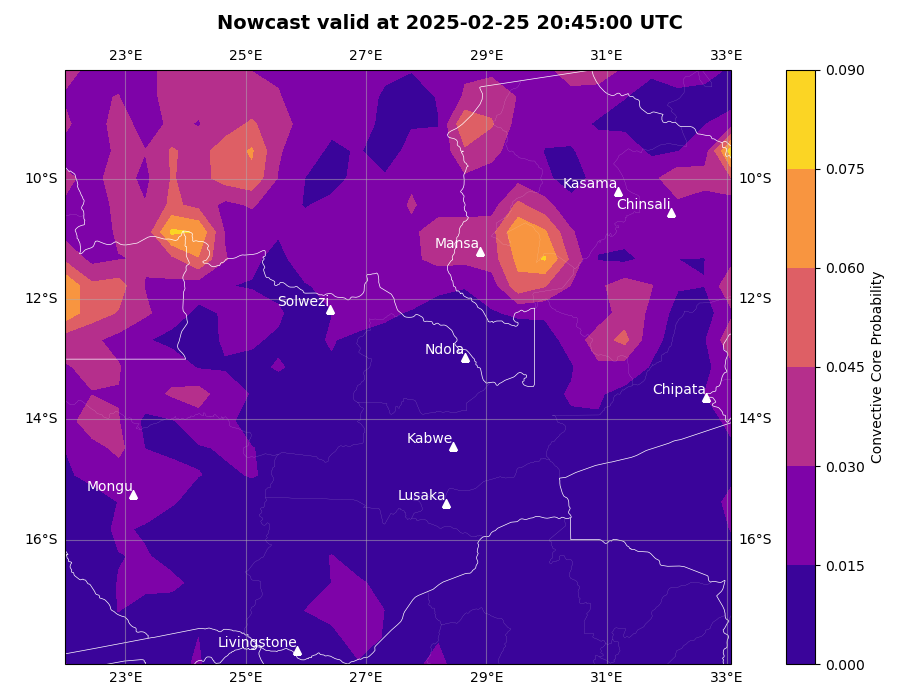 Nowcast valid at 2025-02-25 20:45:00 UTC
23°E 25°E 27°E 29°E 31°E 33°E
0.090
0.075
10°S 10°S
Kasama
Chinsali
Mansa
0.060
12°S 12°S
Solwezi
Ndola
0.045
Chipata
14°S 14°S
Kabwe
0.030
Mongu
Lusaka
16°S 16°S
0.015
Livingstone
0.000
23°E 25°E 27°E 29°E 31°E 33°E
Convective Core Probability